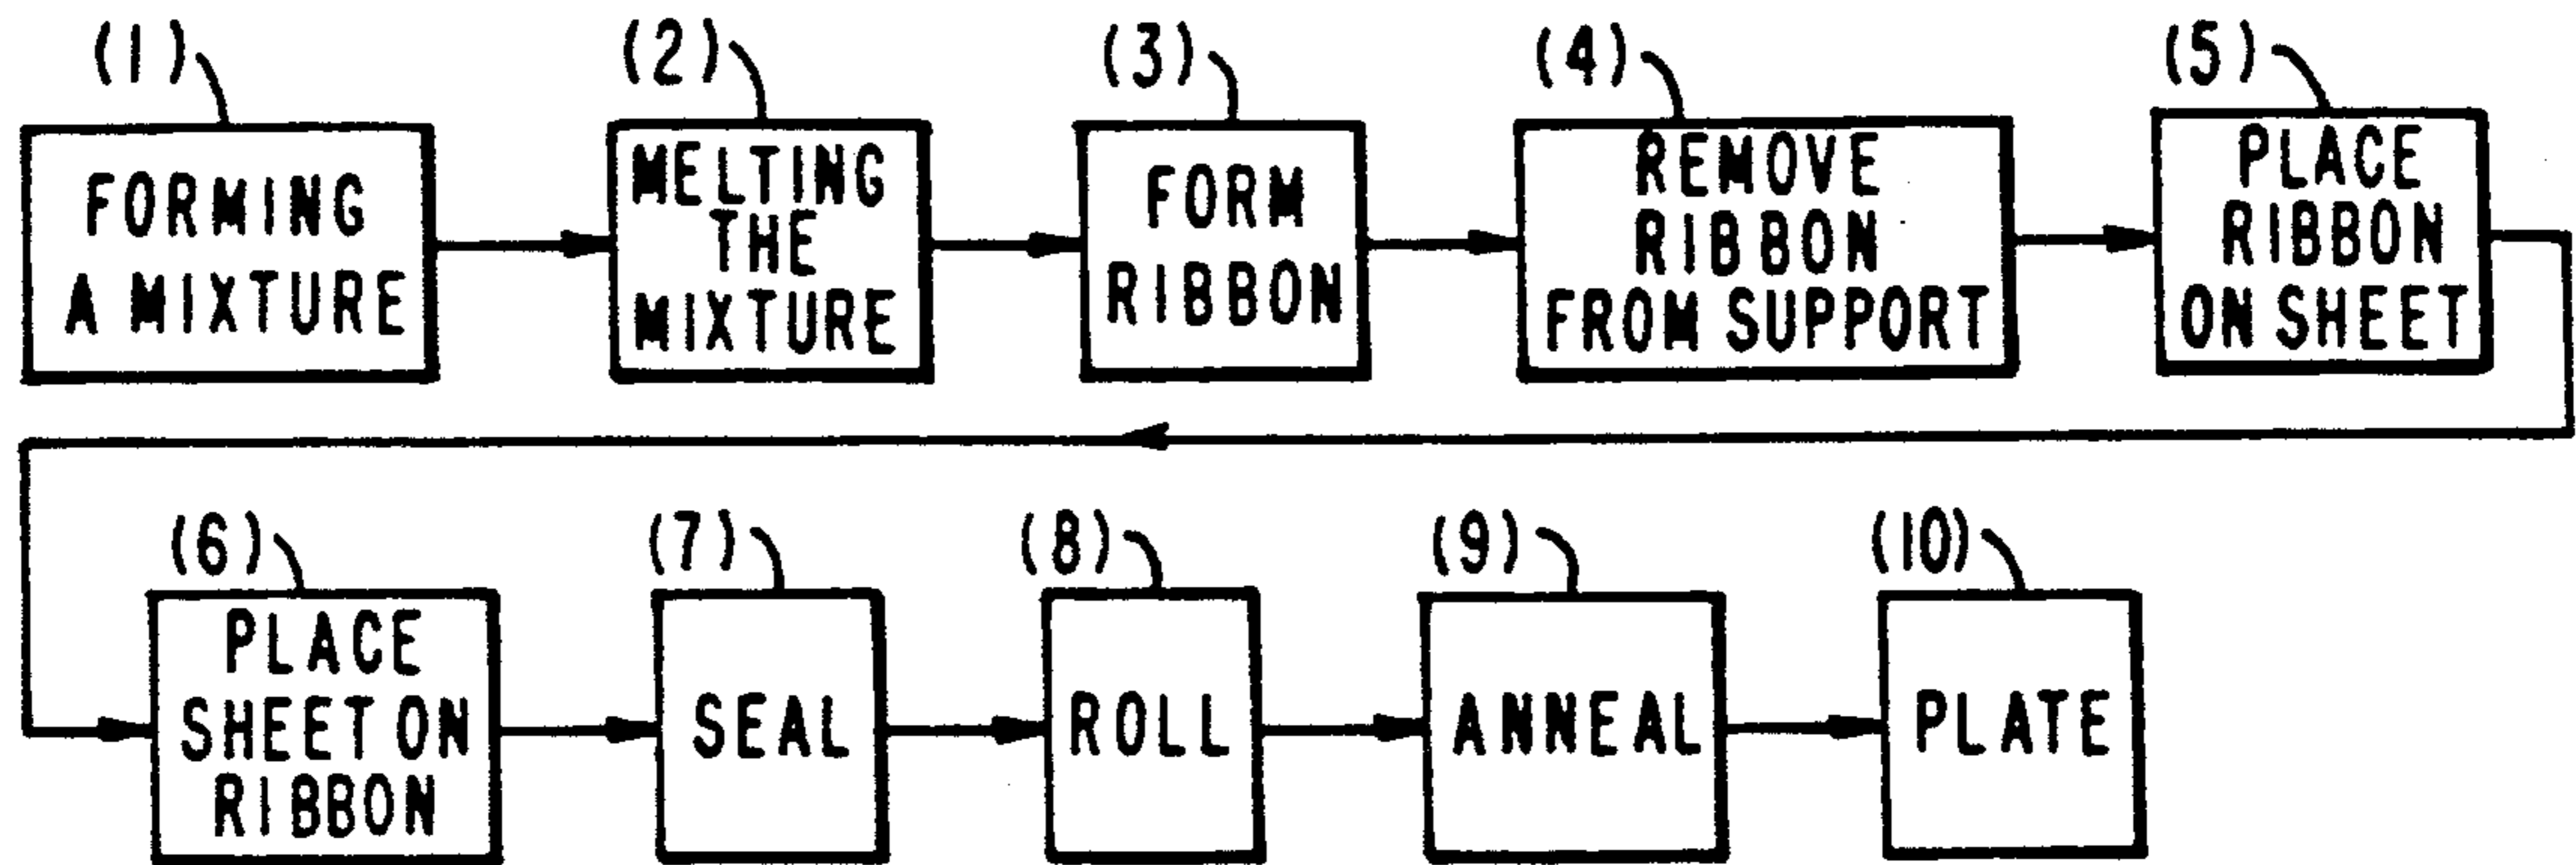 (1)
FORMING
A MIXTURE
(2)
MELTING
THE
MIXTURE
(3)
FORM
RIBBON
(4)
REMOVE
RIBBON
FROM SUPPORT
(5)
PLACE
RIBBON
ON SHEET
(6)
PLACE
SHEET ON
RIBBON
(7)
SEAL
(8)
ROLL
(9)
ANNEAL
(10)
PLATE